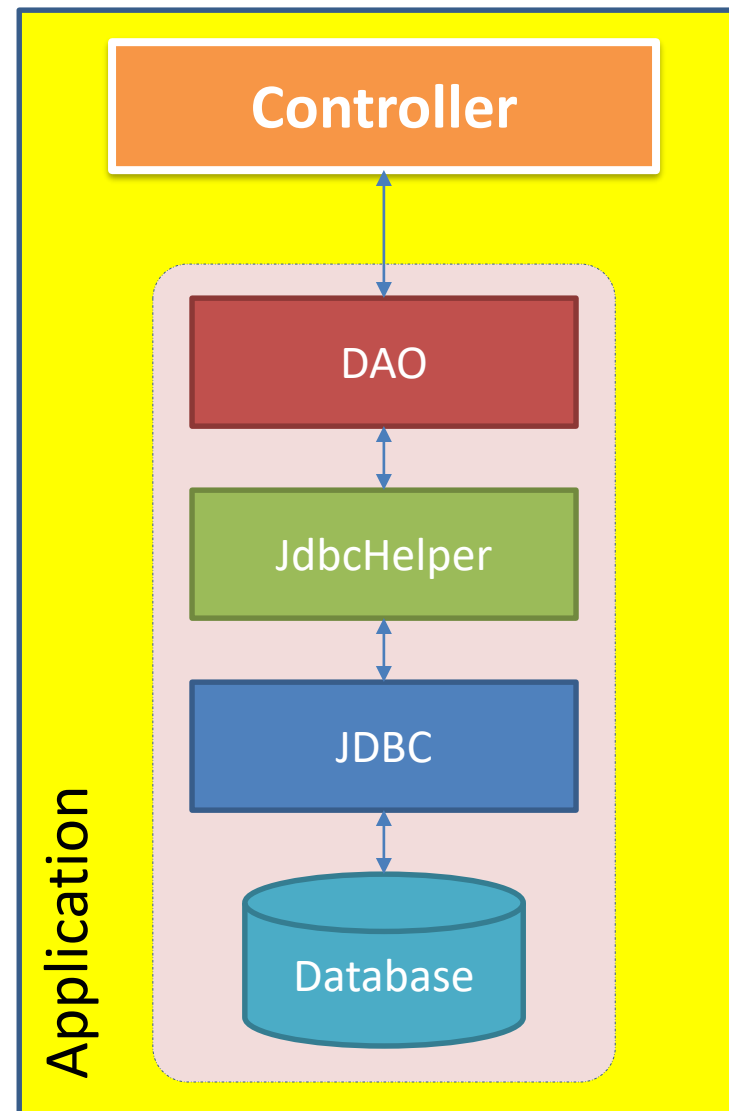 Controller
DAO
JdbcHelper
JDBC
Database
Application